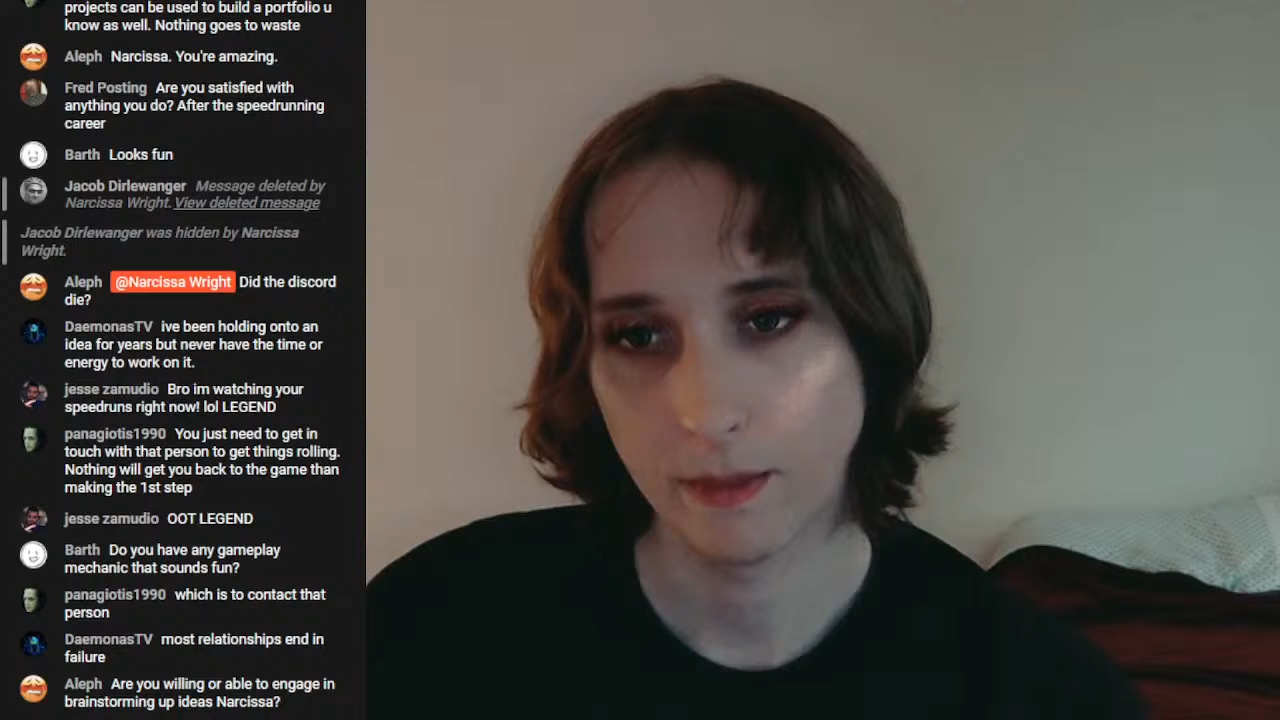 projects can be used to build a portfolio u
know as well. Nothing goes to waste
Aleph Narcissa. You're amazing.
Fred Posting Are you satisfied with
anything you do? After the speedrunning
career
Barth Looks fun
Jacob Dirlewanger Message deleted by
Narcissa Wright. View deleted message
Jacob Dirlewanger was hidden by Narcissa
Wright.
Aleph @Narcissa Wright Did the discord
die?
DaemonasTV ive been holding onto an
idea for years but never have the time or
energy to work on it.
jesse zamudio Bro im watching your
speedruns right now! lol LEGEND
panagiotis1990 You just need to get in
touch with that person to get things rolling.
Nothing will get you back to the game than
making the 1st step
jesse zamudio OOT LEGEND
Barth Do you have any gameplay
mechanic that sounds fun?
panagiotis1990 which is to contact that
person
DaemonasTV most relationships end in
failure
Aleph Are you willing or able to engage in
brainstorming up ideas Narcissa?